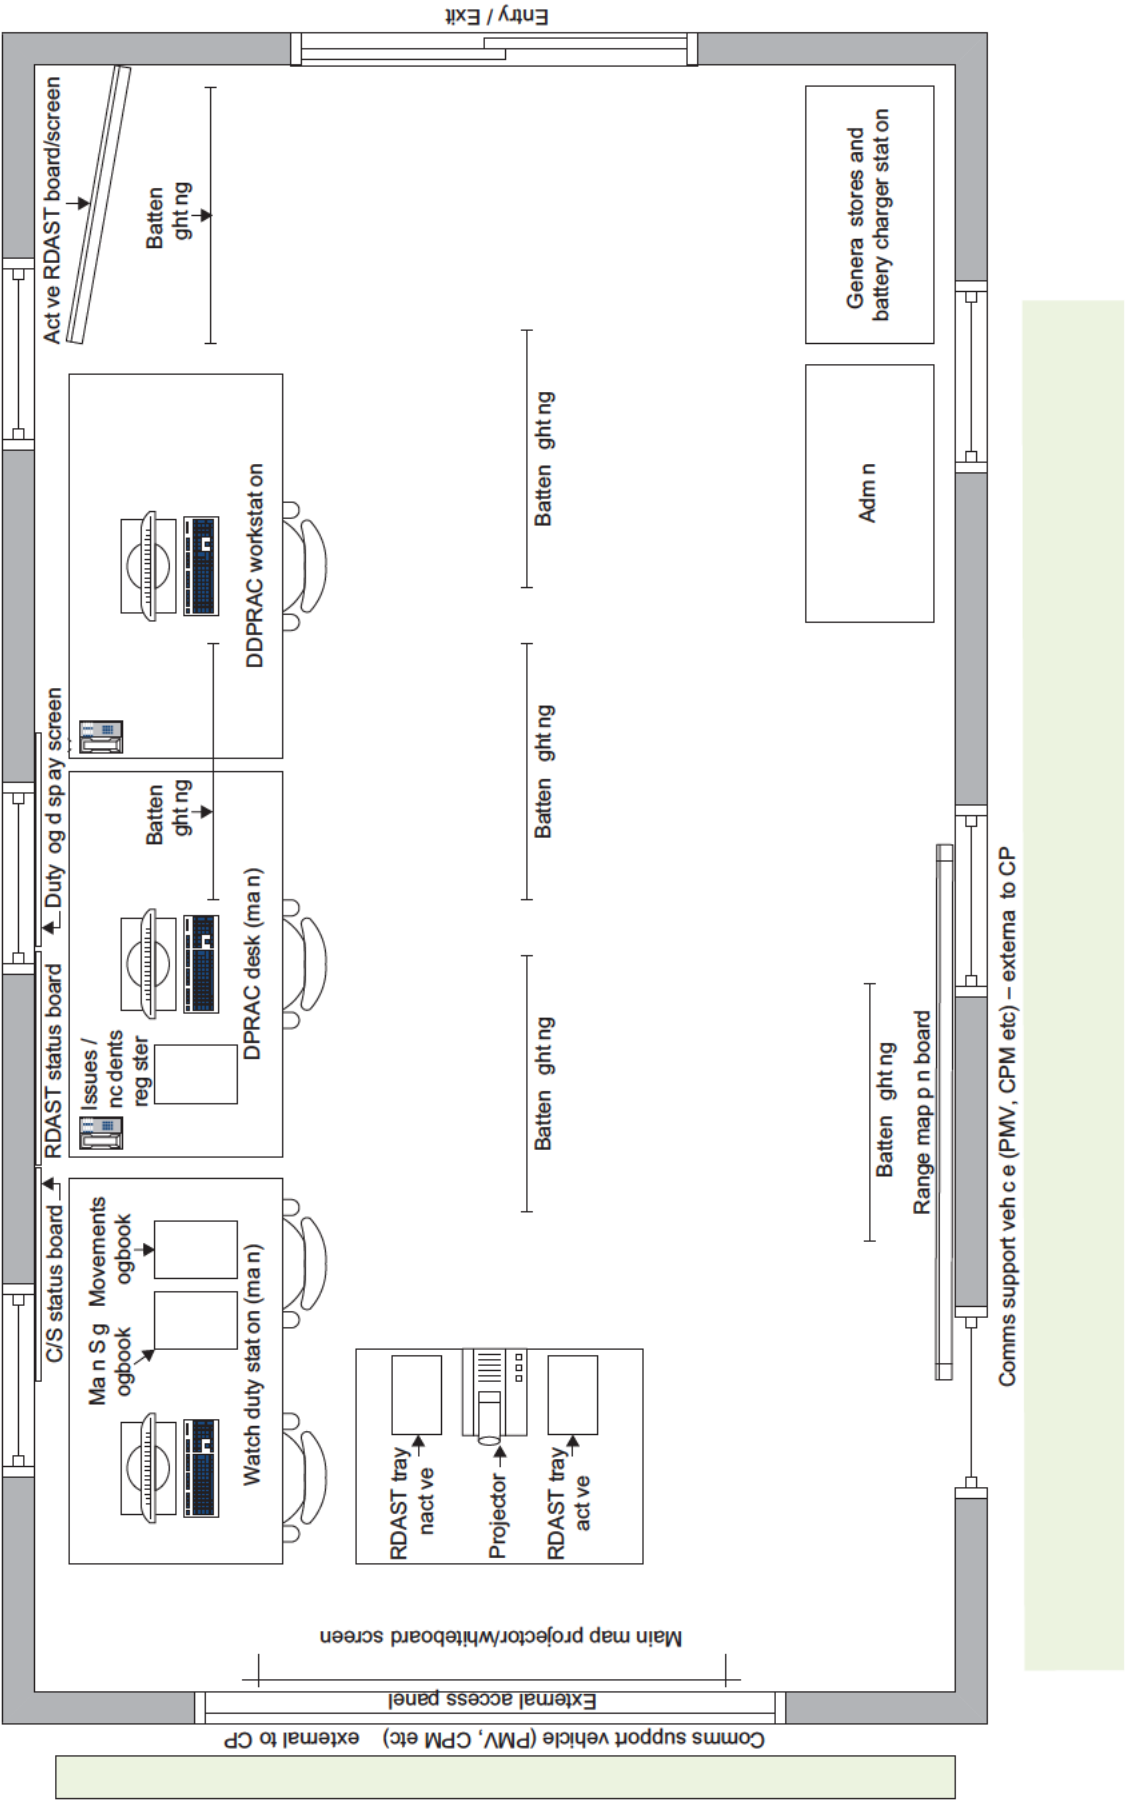 Entry / Exit
Act ve RDAST board/screen
Batten
ght ng
Genera stores and
battery charger stat on
DDPRAC workstat on
Batten ght ng
Adm n
Duty og d sp ay screen
Batten
ght ng
Batten ght ng
RDAST status board
Issues /
nc dents
reg ster
DPRAC desk (ma n)
Batten ght ng
Batten ght ng
Range map p n board
Comms support veh c e (PMV, CPM etc) – externa to CP
C/S status board
Movements
ogbook
Ma n S g
ogbook
Watch duty stat on (ma n)
RDAST tray
nact ve
Projector
RDAST tray
act ve
Main map projector/whiteboard screen
External access panel
Comms support vehicle (PMV, CPM etc) external to CP